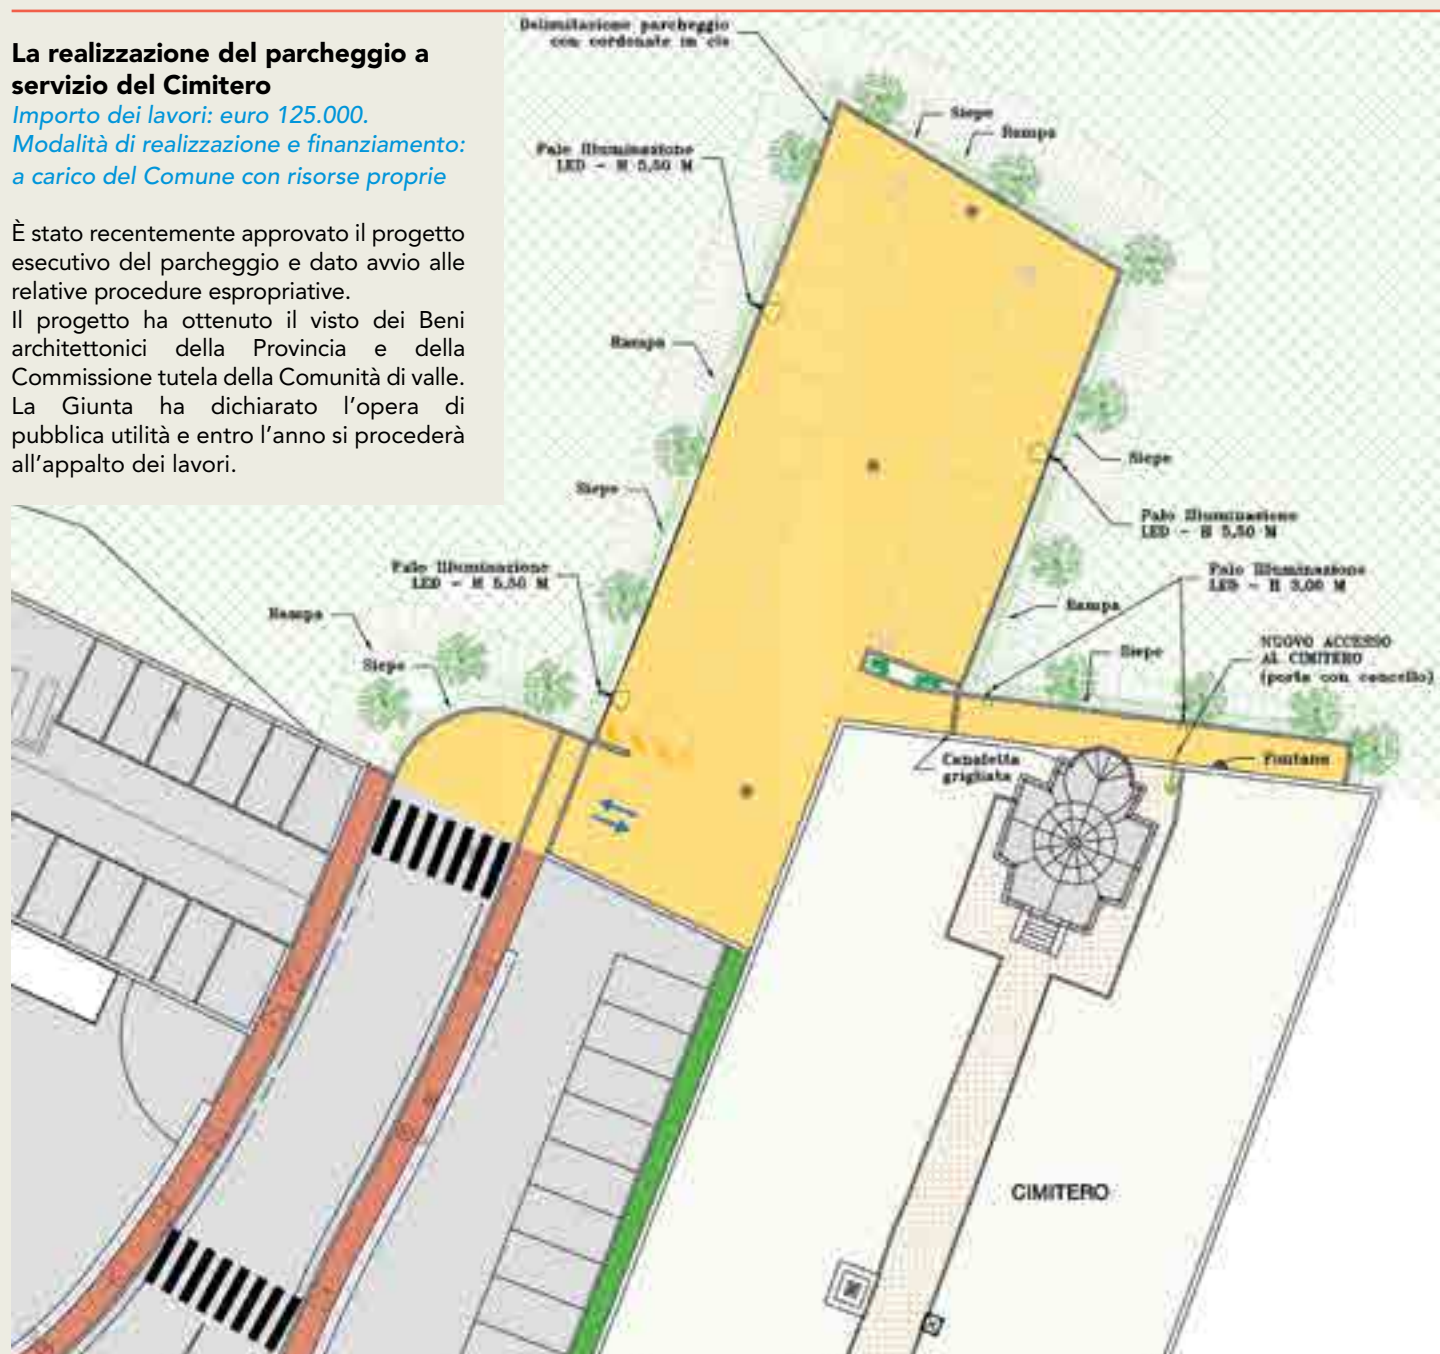 La realizzazione del parcheggio a
servizio del Cimitero
Importo dei lavori: euro 125.000.
Modalità di realizzazione e finanziamento:
a carico del Comune con risorse proprie
È stato recentemente approvato il progetto
esecutivo del parcheggio e dato avvio alle
relative procedure espropriative.
Il progetto ha ottenuto il visto dei Beni
architettonici della Provincia e della
Commissione tutela della Comunità di valle.
La Giunta ha dichiarato l'opera di
pubblica utilità e entro l'anno si procederà
all'appalto dei lavori.
Delimitazione parcheggio
con cordonate in cls
Siepe
Rampa
Palo Illuminazione
LED - H 5,50 M
Rampa
Siepe
Siepe
Palo Illuminazione
LED - H 5,50 M
Palo Illuminazione
LED - H 5,50 M
Palo Illuminazione
LED - H 3,00 M
Rampa
Rampa
Siepe
Siepe
NUOVO ACCESSO
AL CIMITERO
(porta con cancello)
Canaletta
grigliata
Fontana
CIMITERO